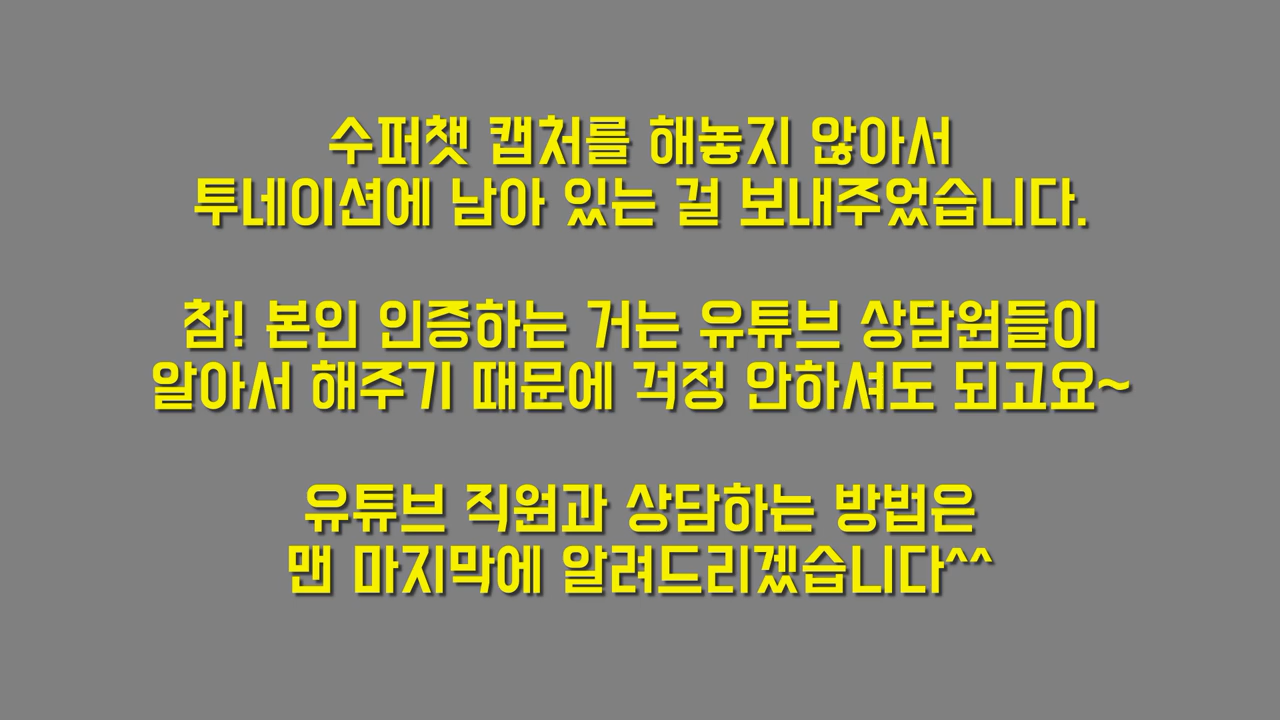 수퍼챗 캡처를 해놓지 않아서
투네이션에 남아 있는 걸 보내주었습니다.
참! 본인 인증하는 거는 유튜브 상담원들이
알아서 해주기 때문에 걱정 안하셔도 되고요~
유튜브 직원과 상담하는 방법은
맨 마지막에 알려드리겠습니다^^